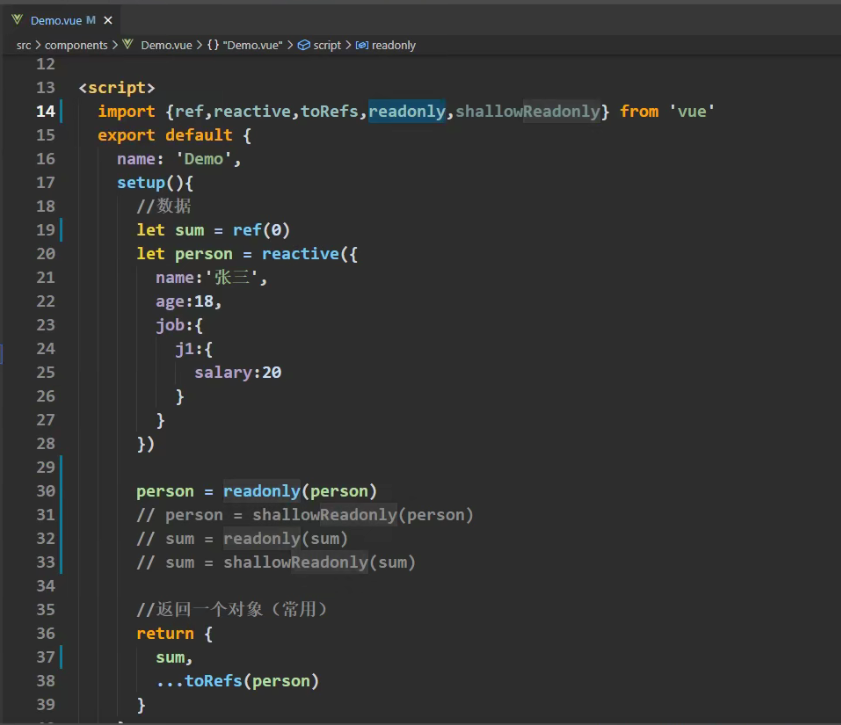 Demo.vue M ×
src > components > Demo.vue > {} "Demo.vue" > script > readonly
12
13 <script>
14 import {ref,reactive,toRefs,readonly,shallowReadonly} from 'vue'
15 export default {
16 name: 'Demo',
17 setup(){
18 //数据
19 let sum = ref(0)
20 let person = reactive({
21 name:'张三',
22 age:18,
23 job:{
24 j1:{
25 salary:20
26 }
27 }
28 })
29
30 person = readonly(person)
31 // person = shallowReadonly(person)
32 // sum = readonly(sum)
33 // sum = shallowReadonly(sum)
34
35 //返回一个对象（常用）
36 return {
37 sum,
38 ...toRefs(person)
39 }